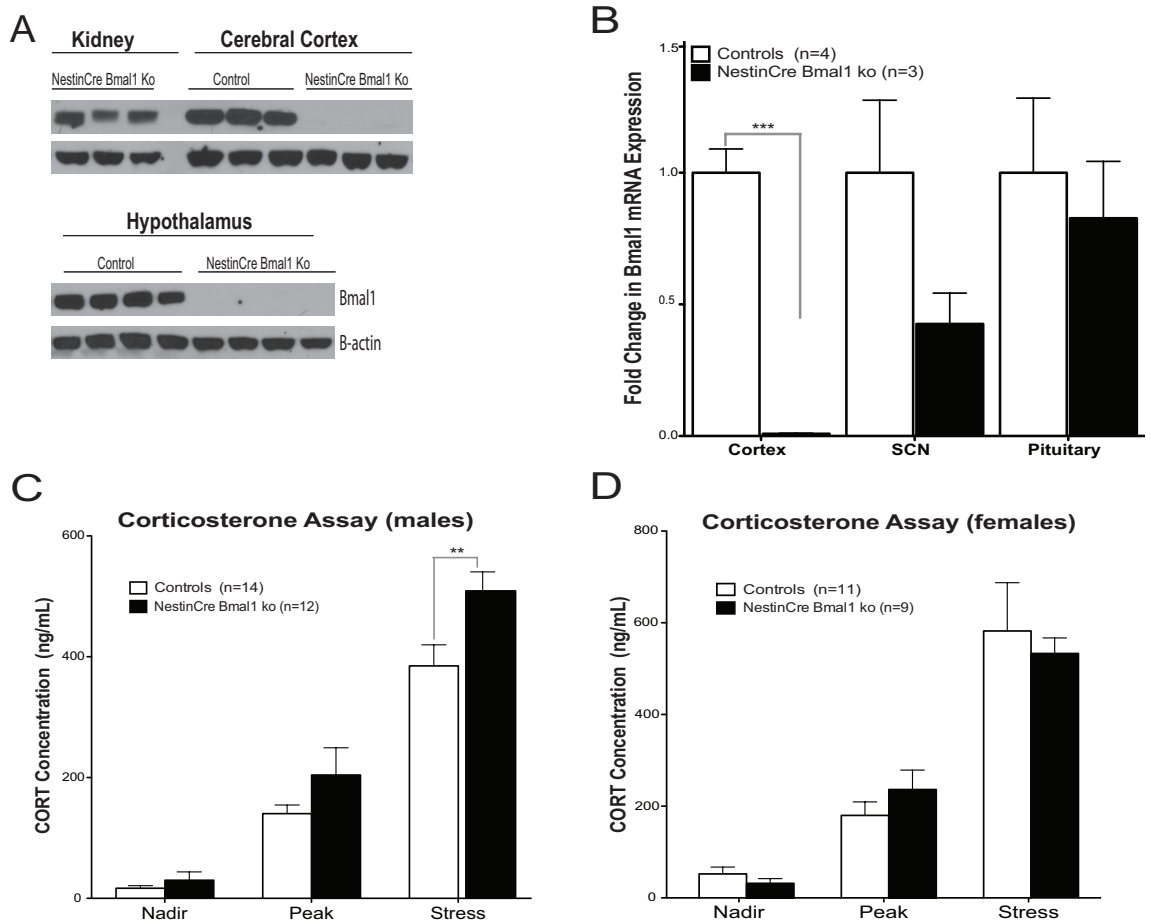 A
Kidney
Cerebral Cortex
NestinCre Bmal1 Ko
Control
NestinCre Bmal1 Ko
Hypothalamus
Control
NestinCre Bmal1 Ko
Bmal1
B-actin
B
Fold Change in Bmal1 mRNA Expression
1.5
1.0
0.5
0.0
Controls (n=4)
NestinCre Bmal1 ko (n=3)
***
Cortex
SCN
Pituitary
C
Corticosterone Assay (males)
CORT Concentration (ng/mL)
600
400
200
0
Controls (n=14)
NestinCre Bmal1 ko (n=12)
**
Nadir
Peak
Stress
D
Corticosterone Assay (females)
CORT Concentration (ng/mL)
800
600
400
200
0
Controls (n=11)
NestinCre Bmal1 ko (n=9)
Nadir
Peak
Stress